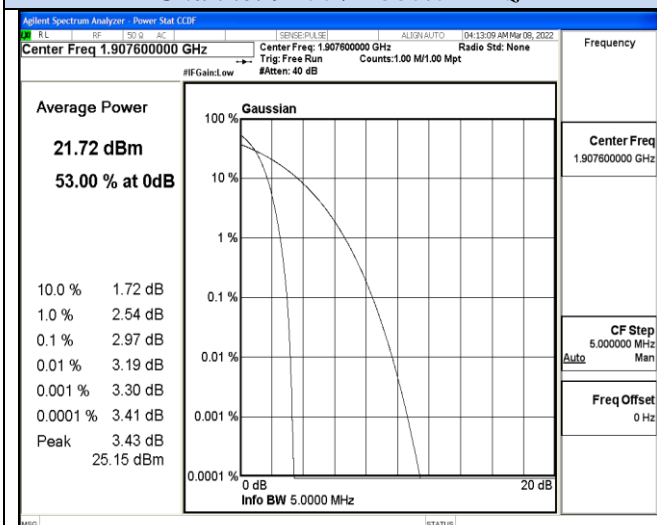 Agilent Spectrum Analyzer - Power Stat CCDF
RL RF 50 Ω AC SENSE:PULSE ALIGN AUTO 04:13:09 AM Mar 08, 2022
Center Freq 1.907600000 GHz
Center Freq: 1.907600000 GHz Radio Std: None
Trig: Free Run Counts:1.00 M/1.00 Mpt
#IFGain:Low #Atten: 40 dB
Frequency
Average Power
21.72 dBm
53.00 % at 0dB
10.0 % 1.72 dB
1.0 % 2.54 dB
0.1 % 2.97 dB
0.01 % 3.19 dB
0.001 % 3.30 dB
0.0001 % 3.41 dB
Peak 3.43 dB
25.15 dBm
Gaussian
100 %
10 %
1 %
0.1 %
0.01 %
0.001 %
0.0001 %
0 dB 20 dB
Info BW 5.0000 MHz
Center Freq
1.907600000 GHz
CF Step
5.000000 MHz
Auto Man
Freq Offset
0 Hz
MSG STATUS